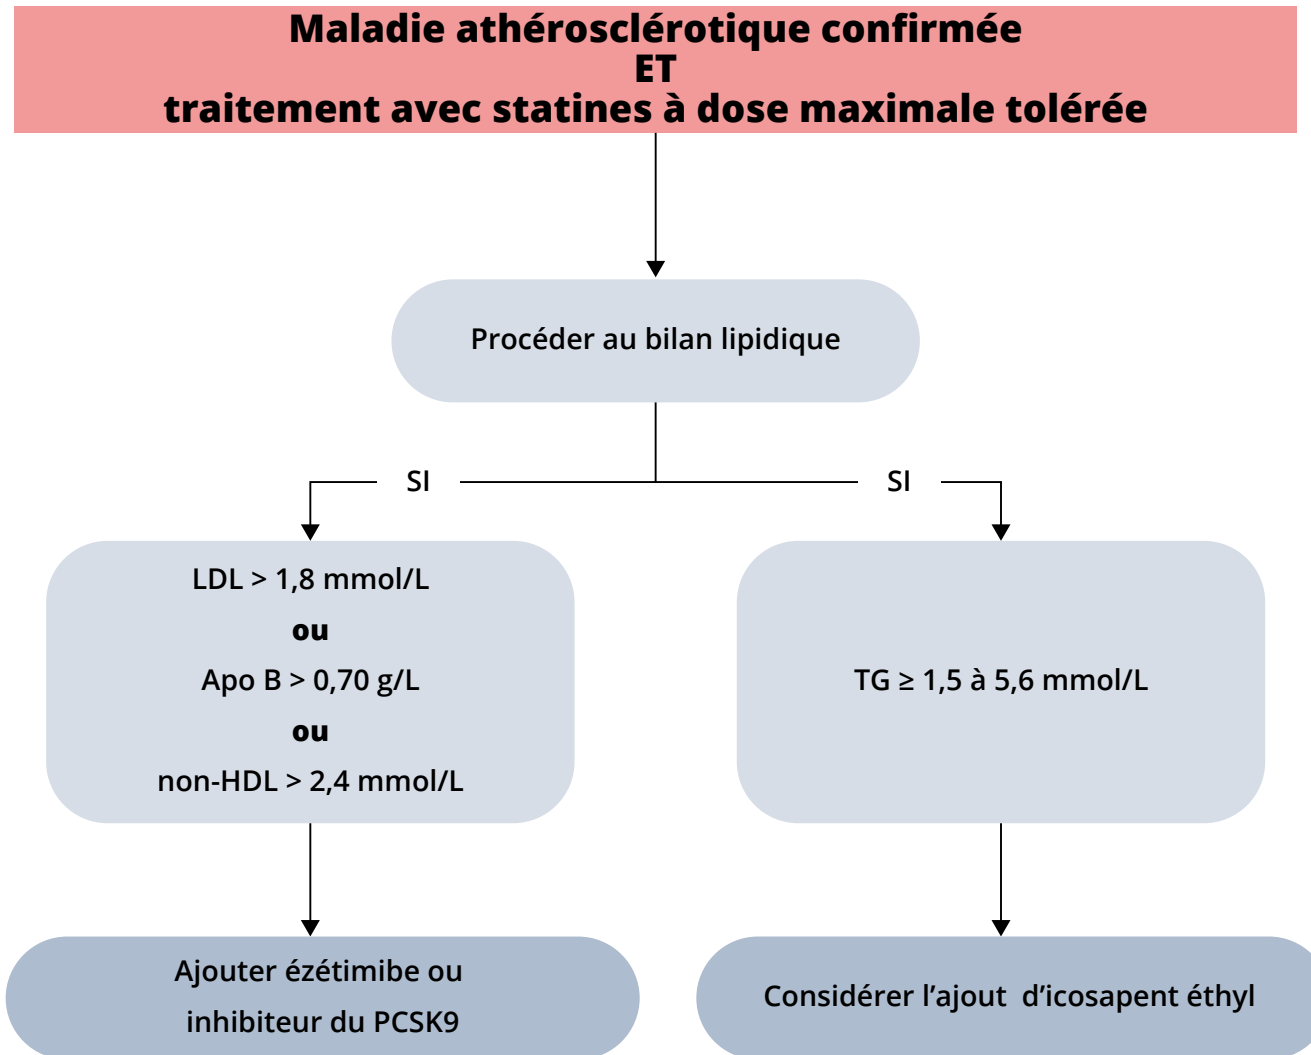 Maladie athérosclérotique confirmée
ET
traitement avec statines à dose maximale tolérée
Procéder au bilan lipidique
SI
SI
LDL > 1,8 mmol/L
ou
Apo B > 0,70 g/L
ou
non-HDL > 2,4 mmol/L
TG ≥ 1,5 à 5,6 mmol/L
Ajouter ézétimibe ou
inhibiteur du PCSK9
Considérer l’ajout  d’icosapent éthyl